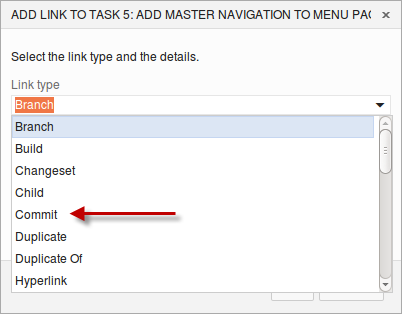 ADD LINK TO TASK 5: ADD MASTER NAVIGATION TO MENU PAG
Select the link type and the details.
Link type
Branch
Branch
Build
Changeset
Child
Commit
Duplicate
Duplicate Of
Hyperlink